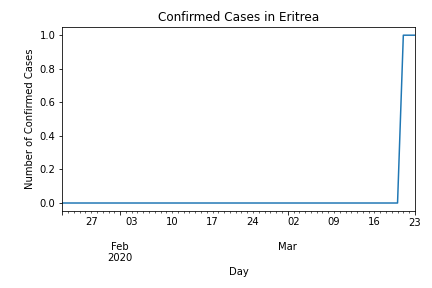 Confirmed Cases in Eritrea
Number of Confirmed Cases
1.0
0.8
0.6
0.4
0.2
0.0
27 03 10 17 24 02 09 16 23
Feb Mar
2020
Day